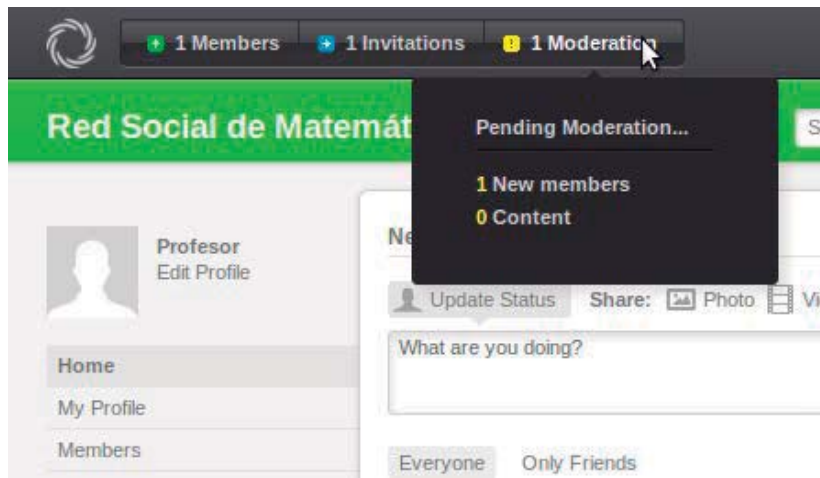 1 Members 1 Invitations 1 Moderation
Red Social de Matemát
Pending Moderation...
1 New members
0 Content
Profesor
Edit Profile
Update Status Share: Photo
What are you doing?
Home
My Profile
Members
Everyone Only Friends